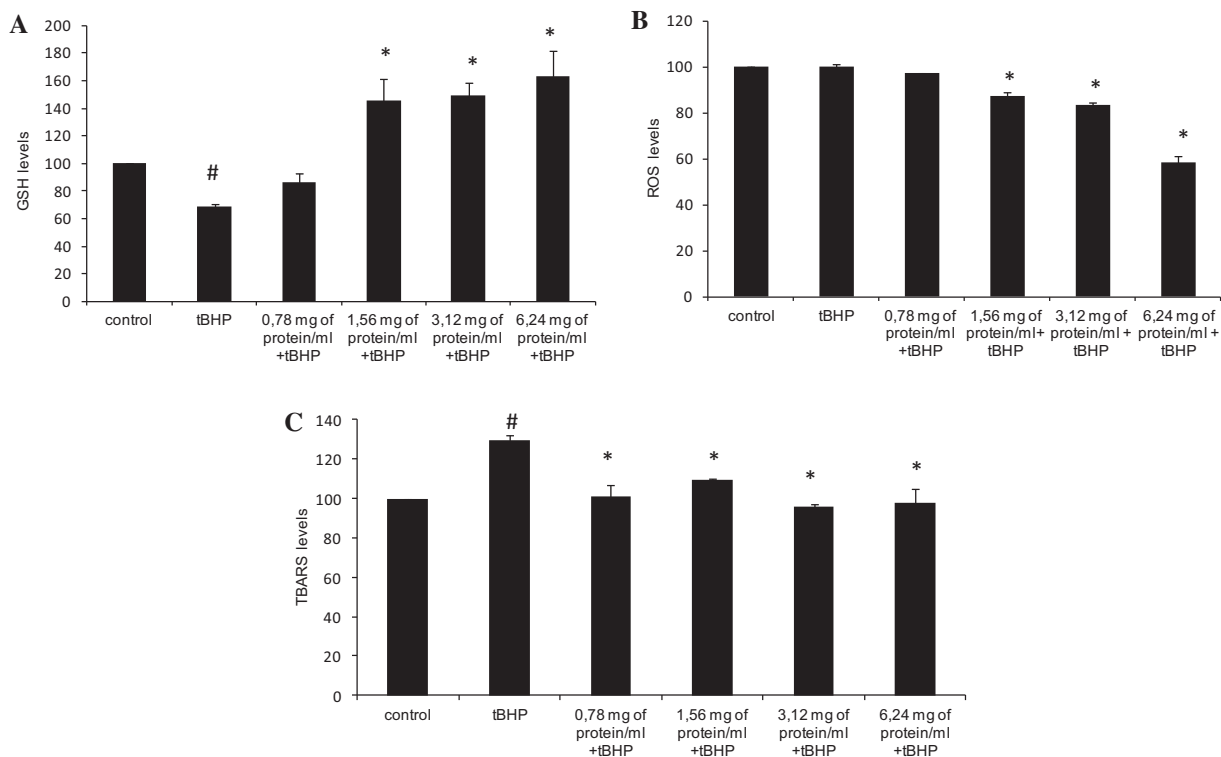 A
GSH levels
200
180
160
140
120
100
80
60
40
20
0
#
*
*
*
control
tBHP
0,78 mg of
protein/ml
+tBHP
1,56 mg of
protein/ml
+tBHP
3,12 mg of
protein/ml
+tBHP
6,24 mg of
protein/ml
+tBHP
B
ROS levels
120
100
80
60
40
20
0
*
*
*
control
tBHP
0,78 mg of
protein/ml
+tBHP
1,56 mg of
protein/ml+
tBHP
3,12 mg of
protein/ml +
tBHP
6,24 mg of
protein/ml +
tBHP
C
TBARS levels
140
120
100
80
60
40
20
0
#
*
*
*
*
control
tBHP
0,78 mg of
protein/ml
+tBHP
1,56 mg of
protein/ml
+tBHP
3,12 mg of
protein/ml
+tBHP
6,24 mg of
protein/ml
+tBHP